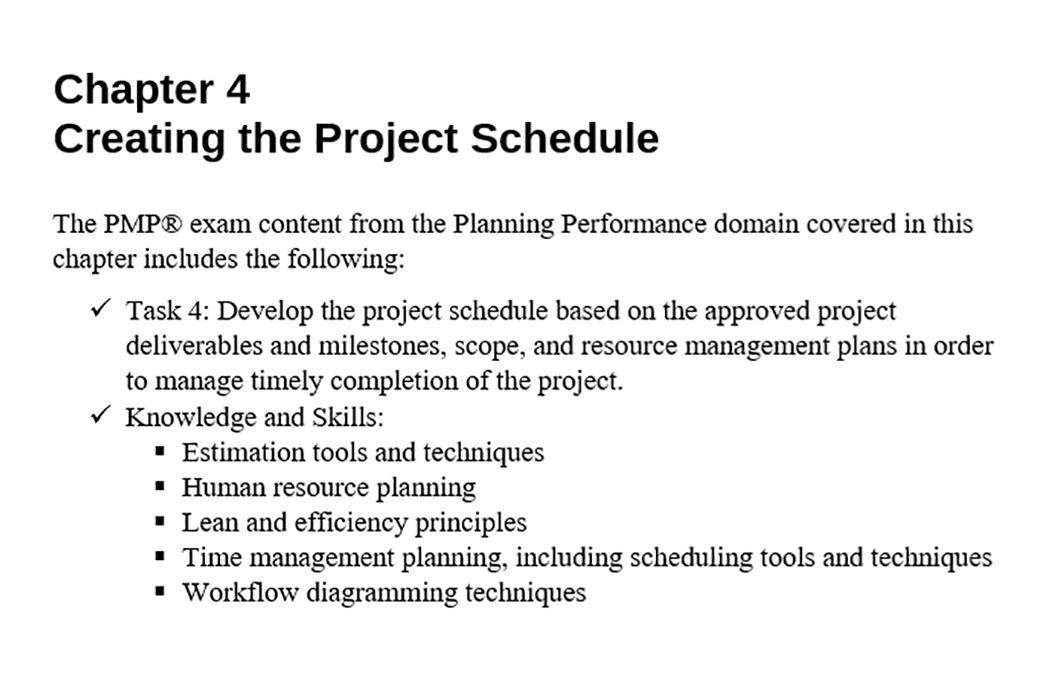 Chapter 4
Creating the Project Schedule
The PMP® exam content from the Planning Performance domain covered in this
chapter includes the following:
✓ Task 4: Develop the project schedule based on the approved project
deliverables and milestones, scope, and resource management plans in order
to manage timely completion of the project.
✓ Knowledge and Skills:
▪ Estimation tools and techniques
▪ Human resource planning
▪ Lean and efficiency principles
▪ Time management planning, including scheduling tools and techniques
▪ Workflow diagramming techniques